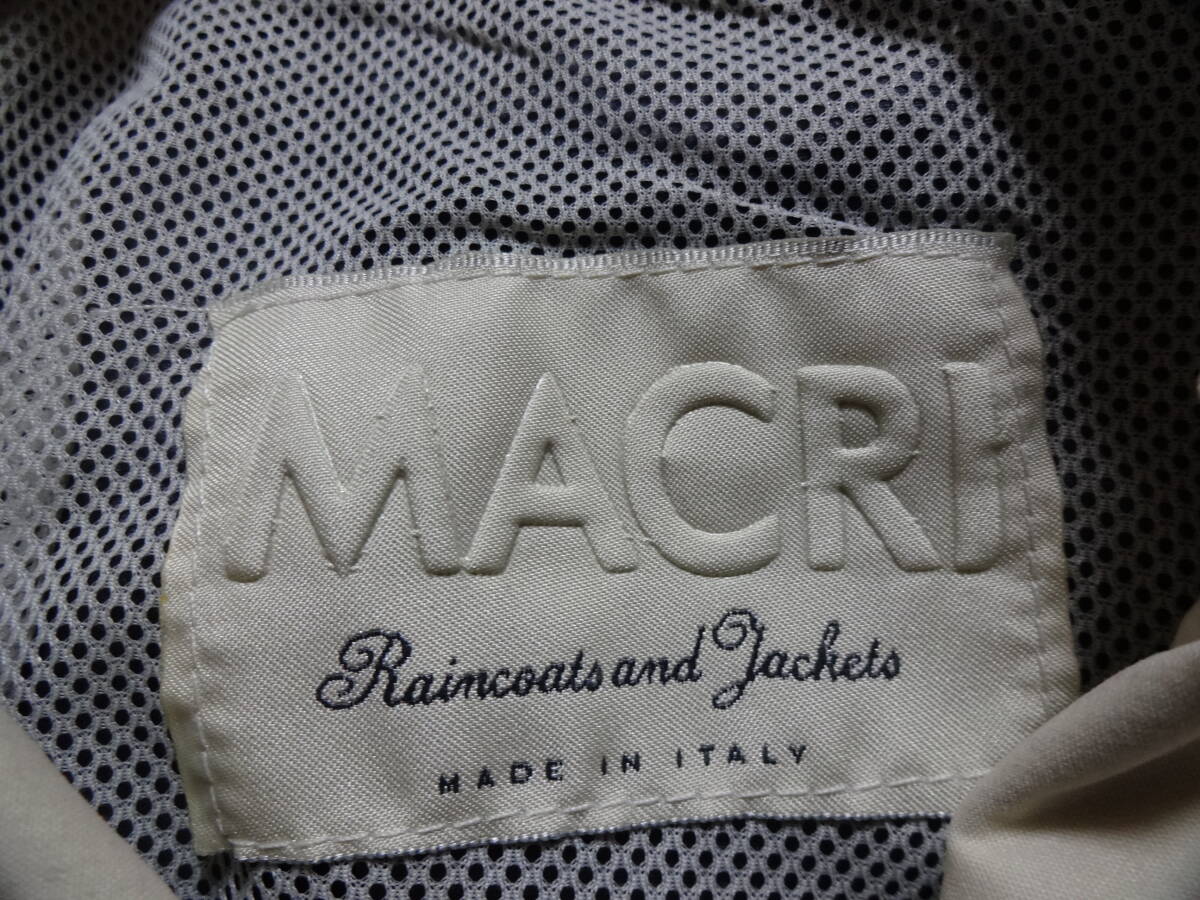 MACRI
Raincoats and Jackets
MADE IN ITALY